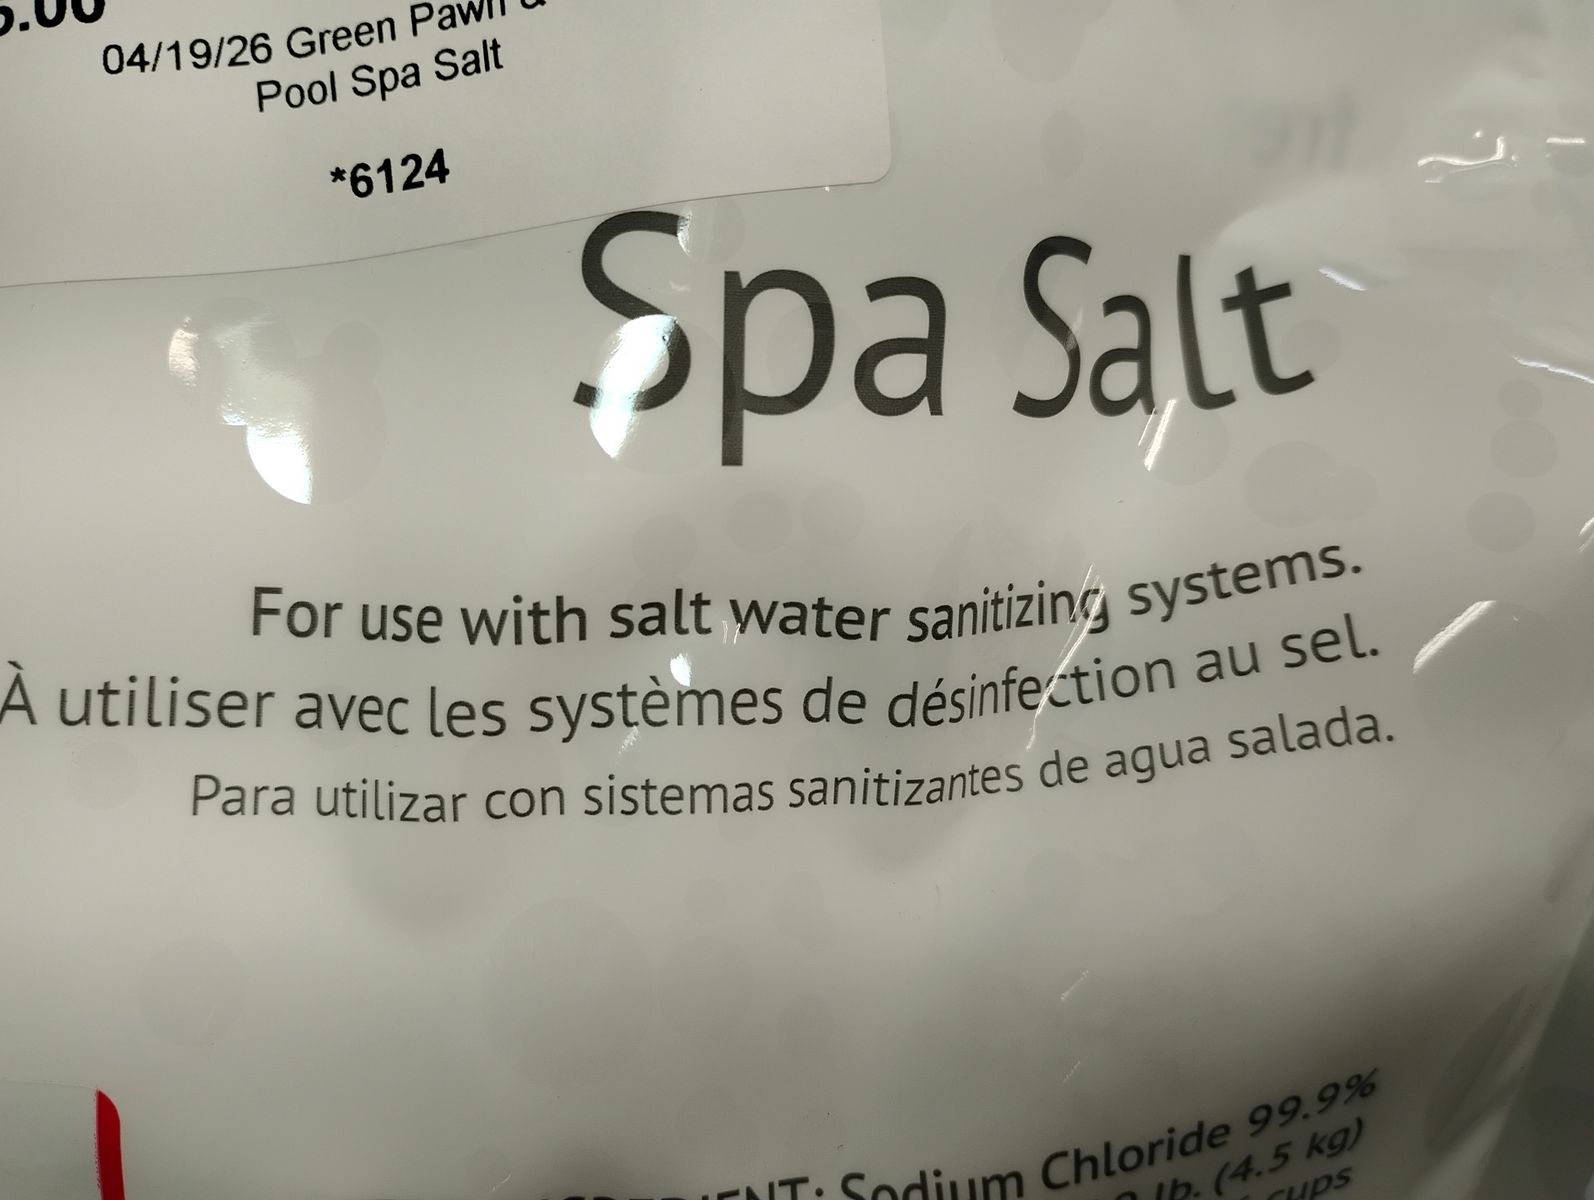 04/19/26 Green Pawn &
Pool Spa Salt
*6124
Spa Salt
For use with salt water sanitizing systems.
À utiliser avec les systèmes de désinfection au sel.
Para utilizar con sistemas sanitizantes de agua salada.
Sodium Chloride 99.9%
lb. (4.5 kg)
cups